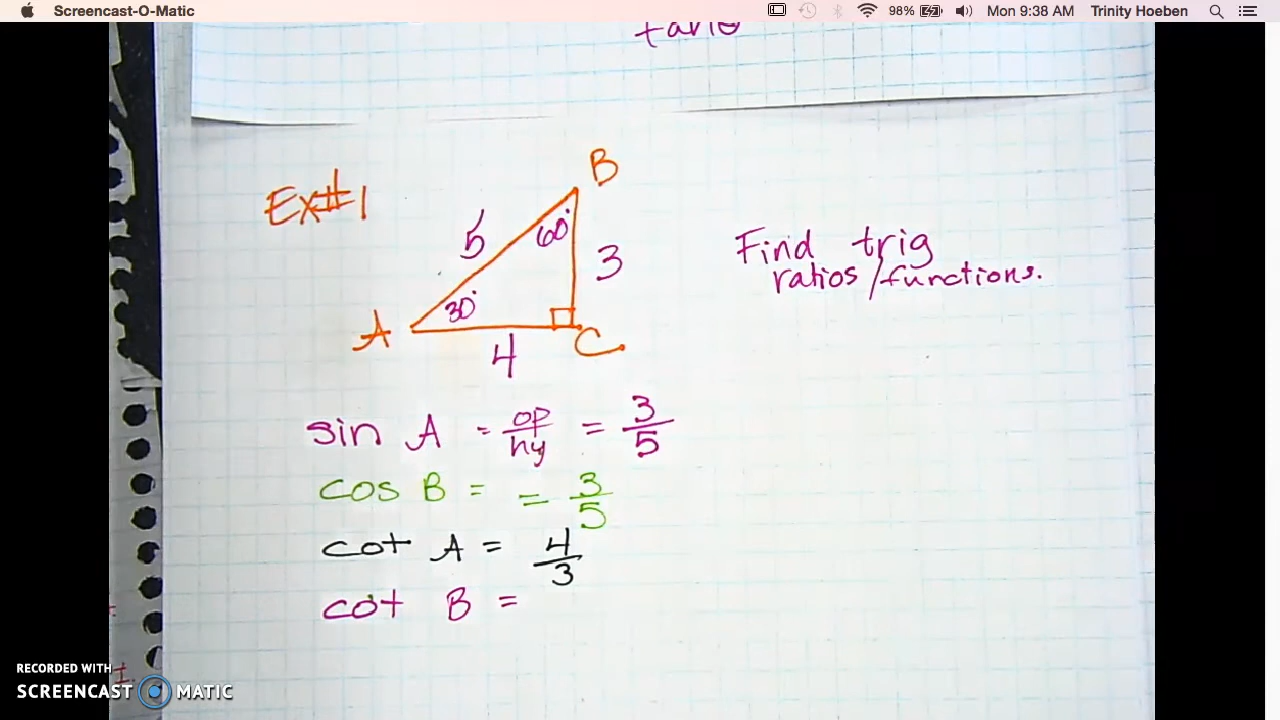 Screencast-O-Matic 98% Mon 9:38 AM Trinity Hoeben
tanθ
Ex#1
B
5
60°
3
30°
A
4
C
Find trig
ratios/functions.
sin A = op/hy = 3/5
cos B = = 3/5
cot A = 4/3
cot B =
RECORDED WITH
SCREENCAST MATIC